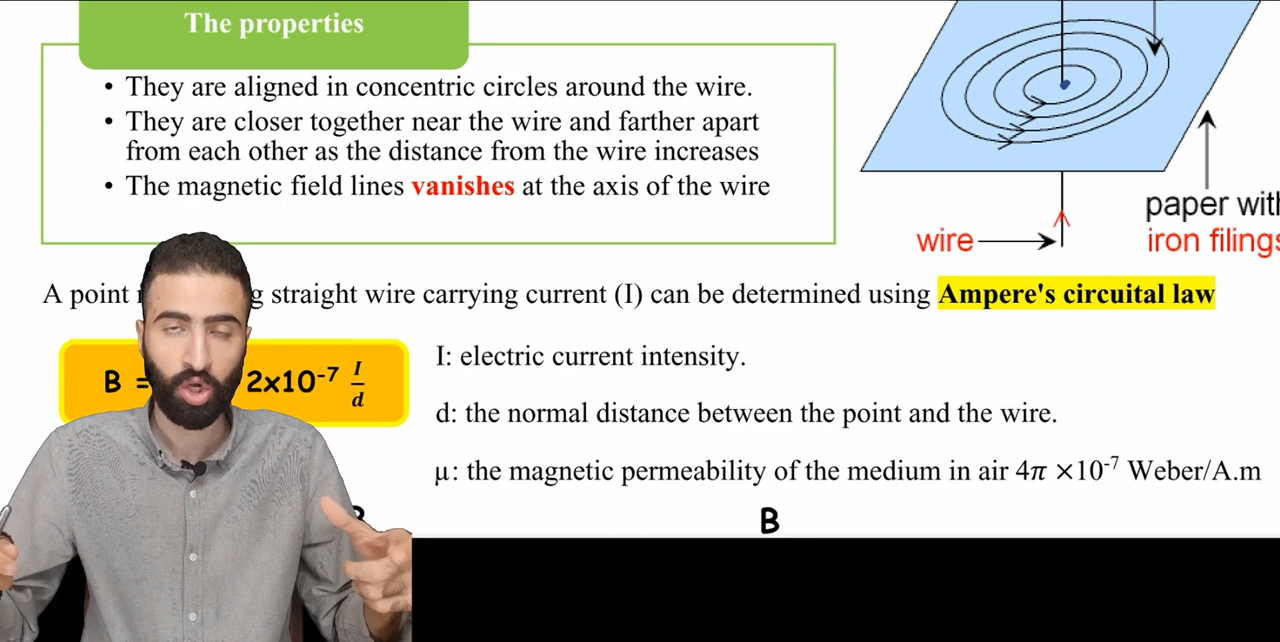 The properties
• They are aligned in concentric circles around the wire.
• They are closer together near the wire and farther apart
from each other as the distance from the wire increases
• The magnetic field lines vanishes at the axis of the wire
wire
paper with
iron filings
A point g straight wire carrying current (I) can be determined using Ampere's circuital law
B = 2x10⁻⁷ I/d
I: electric current intensity.
d: the normal distance between the point and the wire.
μ: the magnetic permeability of the medium in air 4π ×10⁻⁷ Weber/A.m
B